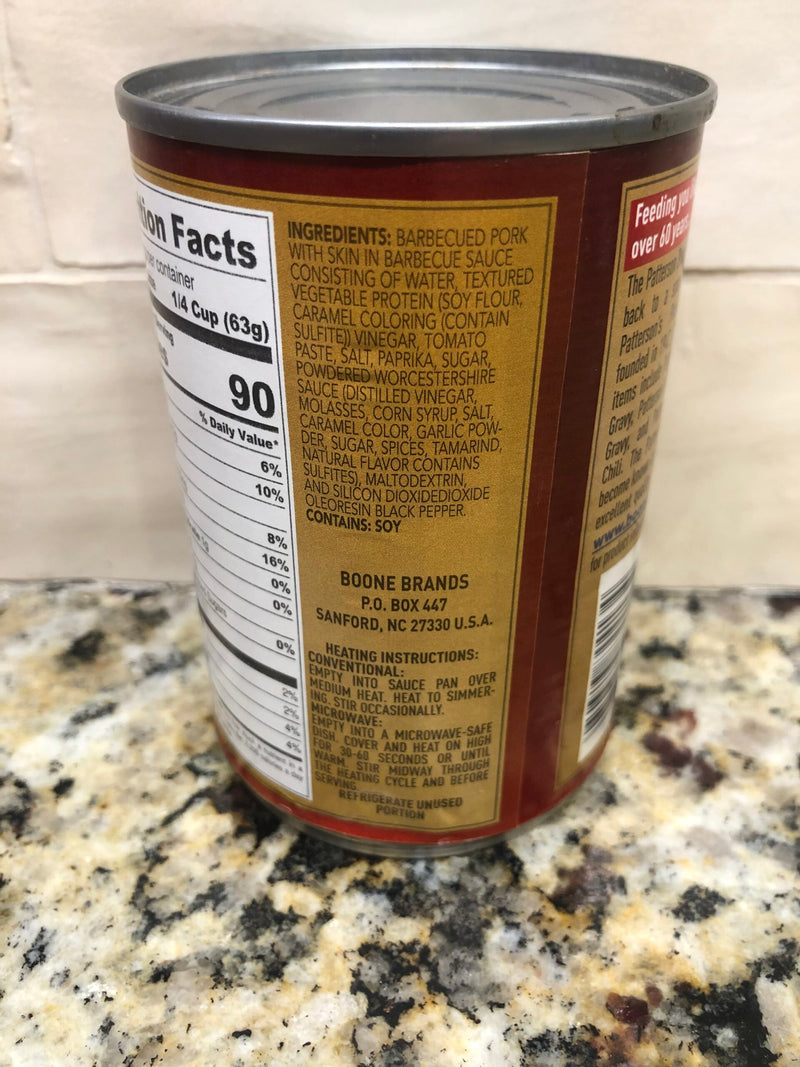 tion Facts
container
1/4 Cup (63g)
90
% Daily Value*
6%
10%
8%
16%
0%
0%
0%
2%
2%
4%
4%
INGREDIENTS: BARBECUED PORK
WITH SKIN IN BARBECUE SAUCE
CONSISTING OF WATER, TEXTURED
VEGETABLE PROTEIN (SOY FLOUR,
CARAMEL COLORING (CONTAIN
SULFITE)) VINEGAR, TOMATO
PASTE, SALT, PAPRIKA, SUGAR,
POWDERED WORCESTERSHIRE
SAUCE (DISTILLED VINEGAR,
MOLASSES, CORN SYRUP, SALT,
CARAMEL COLOR, GARLIC POW-
DER, SUGAR, SPICES, TAMARIND,
NATURAL FLAVOR CONTAINS
SULFITES), MALTODEXTRIN,
AND SILICON DIOXIDEDIOXIDE
OLEORESIN BLACK PEPPER.
CONTAINS: SOY
BOONE BRANDS
P.O. BOX 447
SANFORD, NC 27330 U.S.A.
HEATING INSTRUCTIONS:
CONVENTIONAL:
EMPTY INTO SAUCE PAN OVER
MEDIUM HEAT. HEAT TO SIMMER-
ING. STIR OCCASIONALLY.
MICROWAVE:
EMPTY INTO A MICROWAVE-SAFE
DISH. COVER AND HEAT ON HIGH
FOR 30-60 SECONDS OR UNTIL
WARM. STIR MIDWAY THROUGH
THE HEATING CYCLE AND BEFORE
SERVING.
REFRIGERATE UNUSED
PORTION
Feeding you
over 60 years
The Patterson
back to a
Patterson's
founded in
items includ
Gravy,
Gravy, and
Chili. The
become
excellent
www.
for product